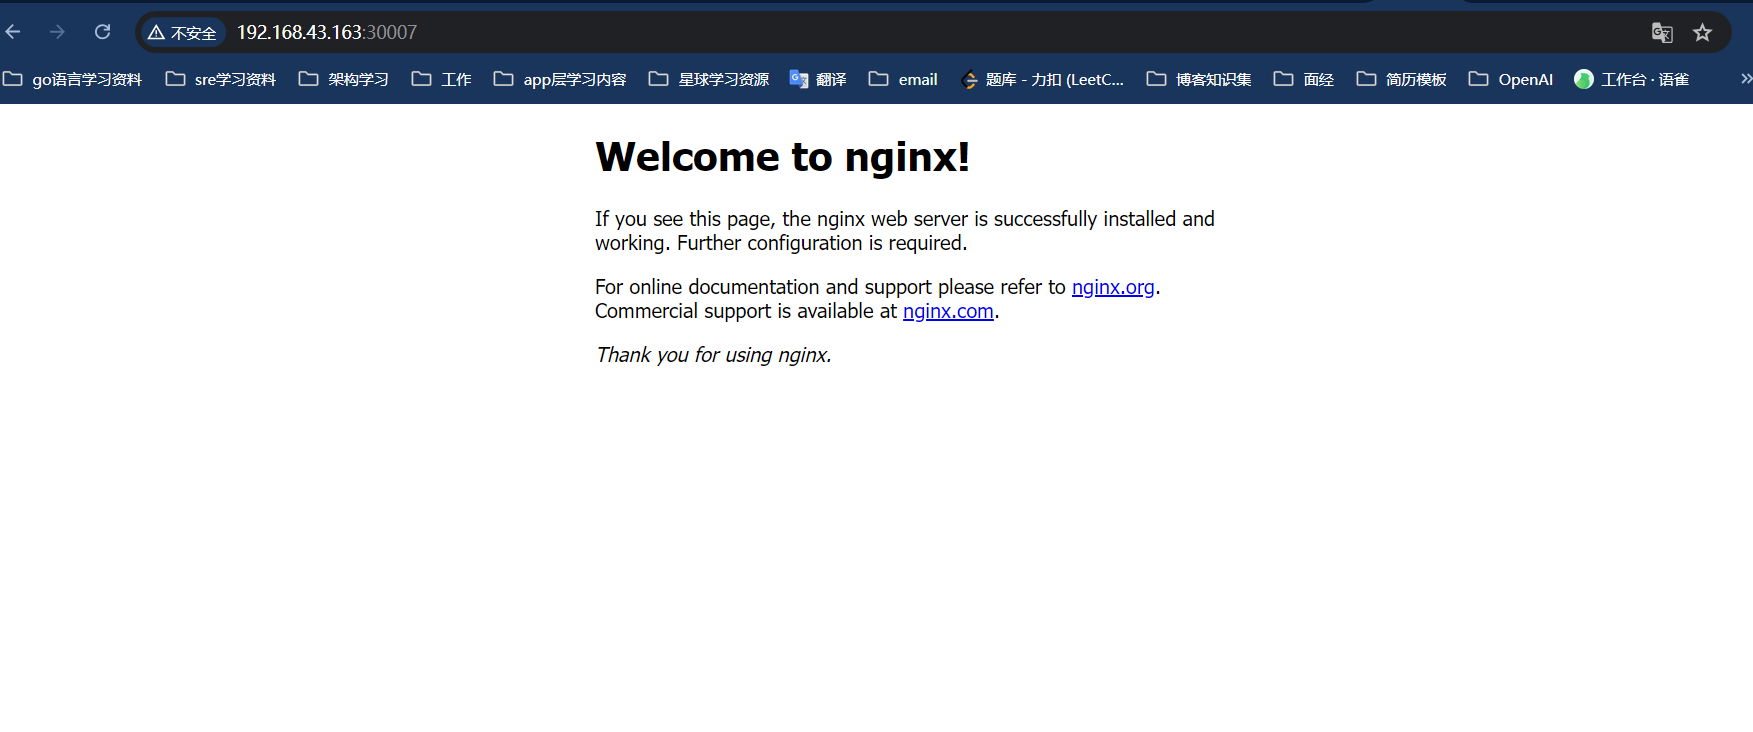 不安全 192.168.43.163:30007
go语言学习资料 sre学习资料 架构学习 工作 app层学习内容 星球学习资源 翻译 email 题库 - 力扣 (LeetC... 博客知识集 面经 简历模板 OpenAI 工作台 · 语雀 »
Welcome to nginx!
If you see this page, the nginx web server is successfully installed and
working. Further configuration is required.
For online documentation and support please refer to nginx.org.
Commercial support is available at nginx.com.
Thank you for using nginx.